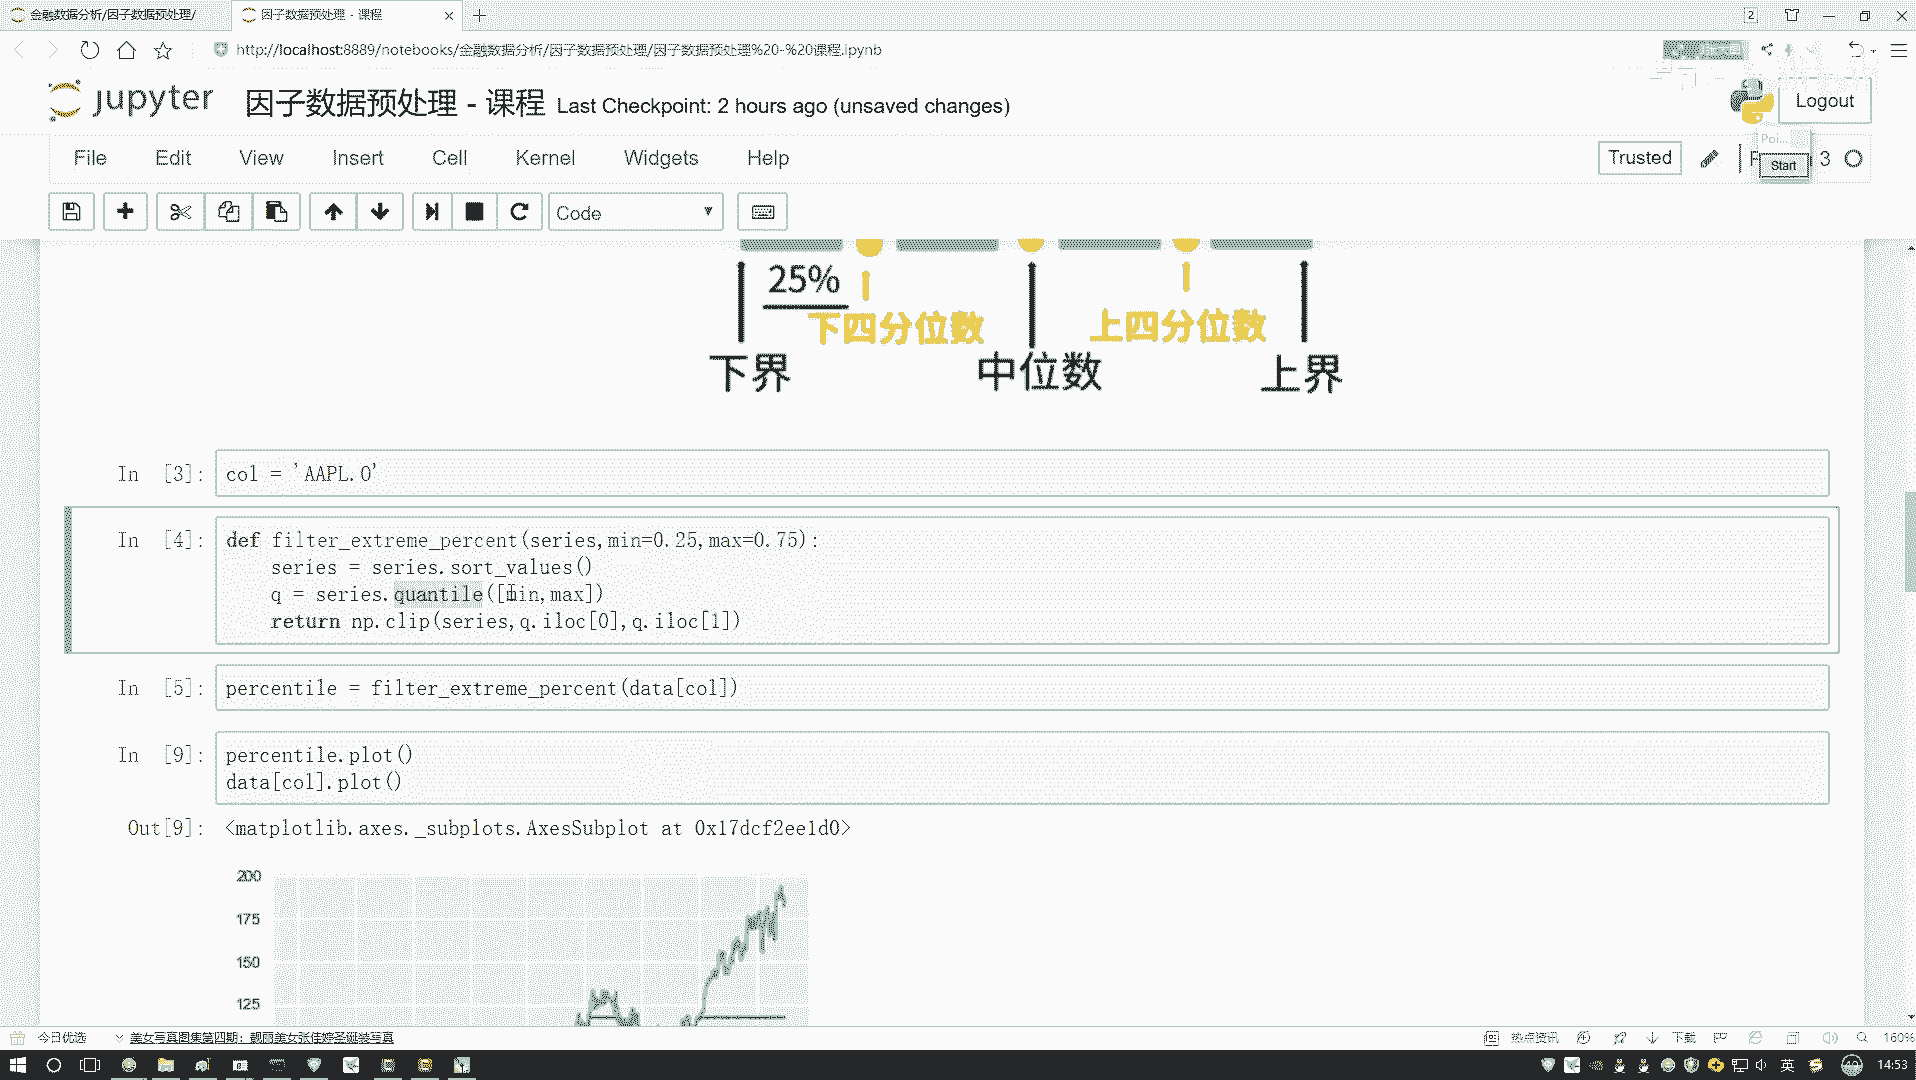 金融数据分析/因子数据预处理/
因子数据预处理 - 课程
2
http://localhost:8889/notebooks/金融数据分析/因子数据预处理/因子数据预处理%20-%20课程.ipynb
jupyter
因子数据预处理 - 课程 Last Checkpoint: 2 hours ago (unsaved changes)
Logout
File Edit View Insert Cell Kernel Widgets Help
Trusted
3
Poi...
Start
Code
25%
下四分位数
上四分位数
下界
中位数
上界
In [3]: col = 'AAPL.O'
In [4]: def filter_extreme_percent(series,min=0.25,max=0.75):
series = series.sort_values()
q = series.quantile([min,max])
return np.clip(series,q.iloc[0],q.iloc[1])
In [5]: percentile = filter_extreme_percent(data[col])
In [9]: percentile.plot()
data[col].plot()
Out[9]: <matplotlib.axes._subplots.AxesSubplot at 0x17dcf2ee1d0>
200
175
150
125
今日优选
美女写真图集第四期：靓丽美女张佳婷圣诞装写真
热点资讯
下载
160%
英
14:53